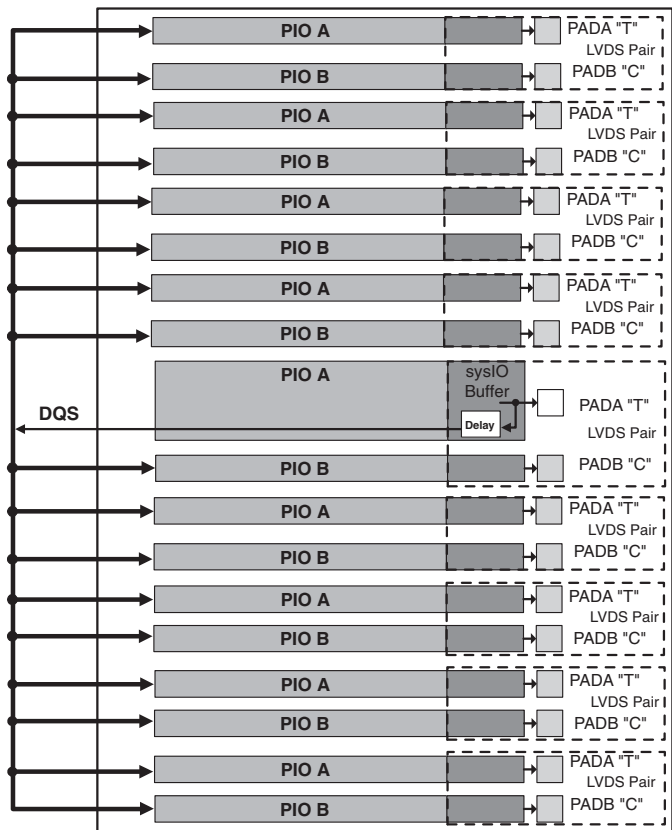 PIO A PADA "T"
LVDS Pair
PIO B PADB "C"
PIO A PADA "T"
LVDS Pair
PIO B PADB "C"
PIO A PADA "T"
LVDS Pair
PIO B PADB "C"
PIO A PADA "T"
LVDS Pair
PIO B PADB "C"
PIO A sysIO
Buffer
PADA "T"
DQS Delay
LVDS Pair
PIO B PADB "C"
PIO A PADA "T"
LVDS Pair
PIO B PADB "C"
PIO A PADA "T"
LVDS Pair
PIO B PADB "C"
PIO A PADA "T"
LVDS Pair
PIO B PADB "C"
PIO A PADA "T"
LVDS Pair
PIO B PADB "C"